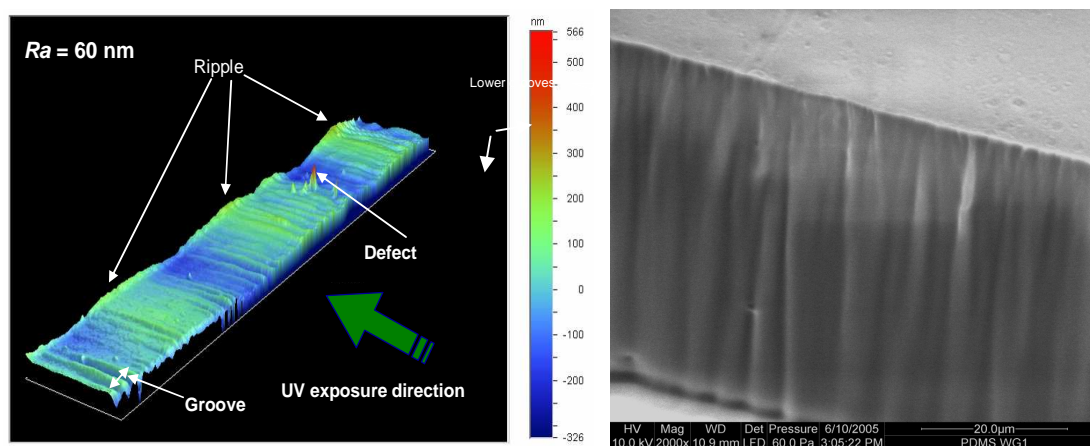 Ra = 60 nm
Ripple
Defect
UV exposure direction
Groove
nm
566
500
400
300
200
100
0
-100
-200
-326
Lower
oves
HV Mag WD Det Pressure 6/10/2005 20.0µm
10.0 kV 2000x 10.9 mm LFD 60.0 Pa 3:05:22 PM PDMS WG1